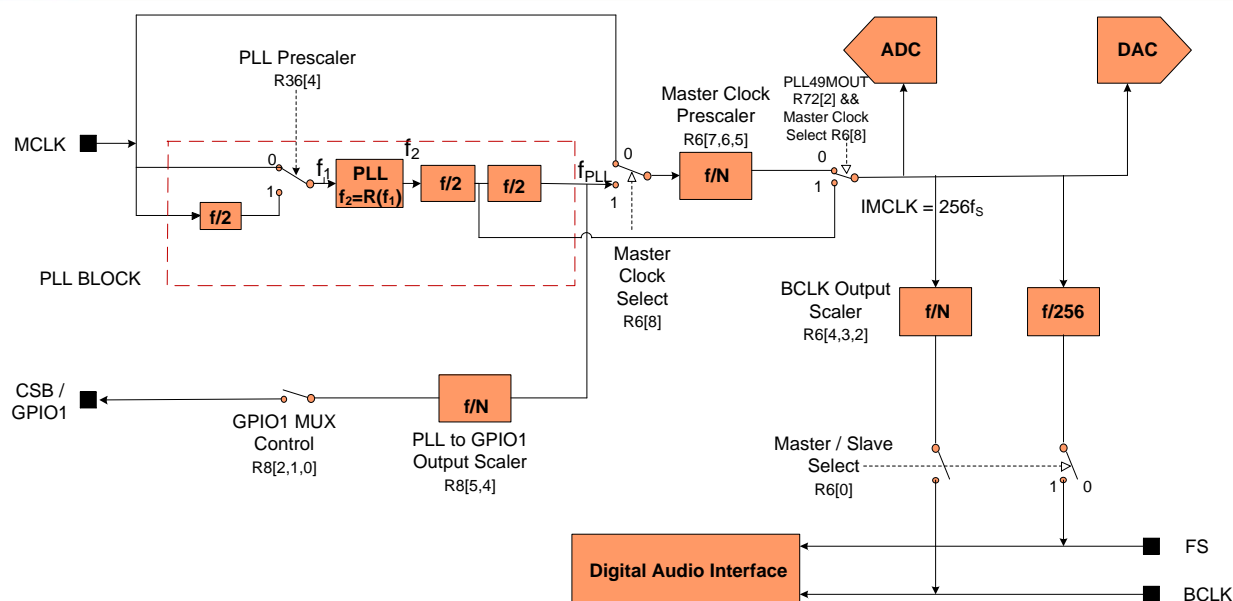 PLL Prescaler
R36[4]
MCLK
0
1
f/2
f1
PLL
f2=R(f1)
f2
f/2
f/2
fPLL
PLL BLOCK
0
1
Master
Clock
Select
R6[8]
Master Clock
Prescaler
R6[7,6,5]
f/N
PLL49MOUT
R72[2] &&
Master Clock
Select R6[8]
0
1
ADC
DAC
IMCLK = 256fS
BCLK Output
Scaler
R6[4,3,2]
f/N
f/256
CSB /
GPIO1
GPIO1 MUX
Control
R8[2,1,0]
f/N
PLL to GPIO1
Output Scaler
R8[5,4]
Master / Slave
Select
R6[0]
1
0
Digital Audio Interface
FS
BCLK